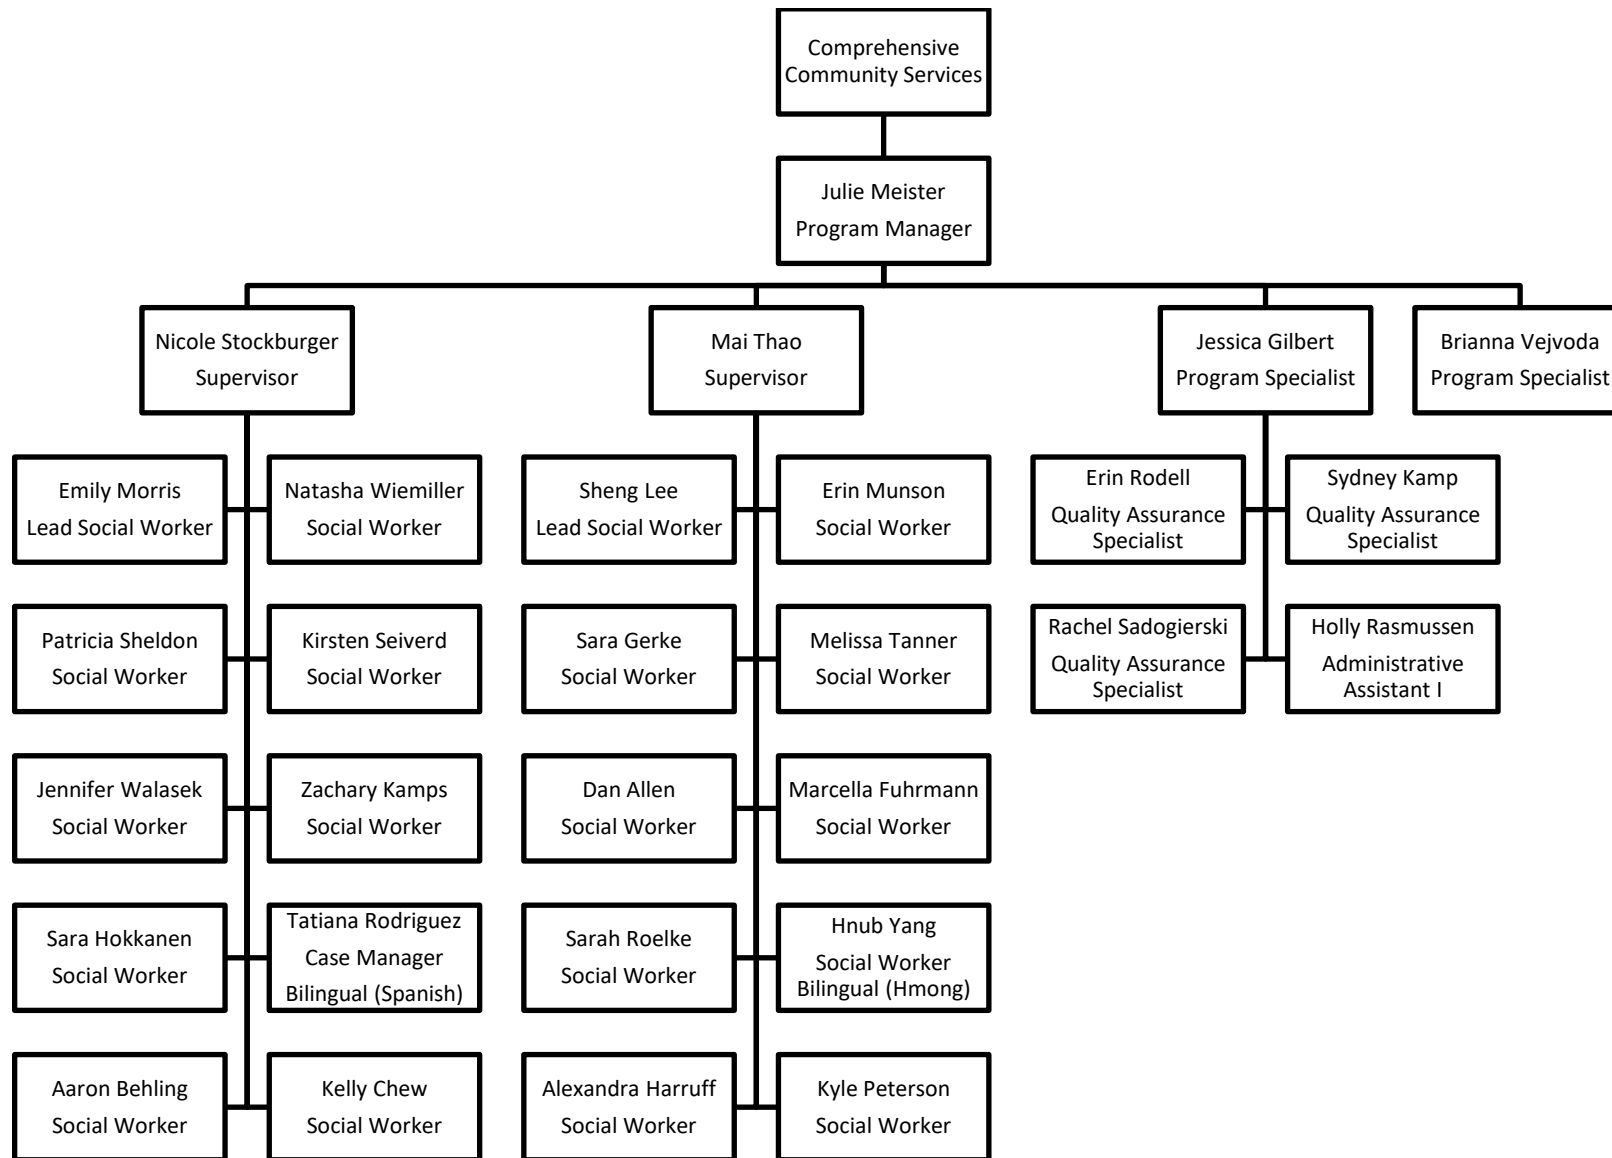 Comprehensive
Community Services
Julie Meister
Program Manager
Nicole Stockburger
Supervisor
Mai Thao
Supervisor
Jessica Gilbert
Program Specialist
Brianna Vejvoda
Program Specialist
Emily Morris
Lead Social Worker
Natasha Wiemiller
Social Worker
Sheng Lee
Lead Social Worker
Erin Munson
Social Worker
Erin Rodell
Quality Assurance
Specialist
Sydney Kamp
Quality Assurance
Specialist
Patricia Sheldon
Social Worker
Kirsten Seiverd
Social Worker
Sara Gerke
Social Worker
Melissa Tanner
Social Worker
Rachel Sadogierski
Quality Assurance
Specialist
Holly Rasmussen
Administrative
Assistant I
Jennifer Walasek
Social Worker
Zachary Kamps
Social Worker
Dan Allen
Social Worker
Marcella Fuhrmann
Social Worker
Sara Hokkanen
Social Worker
Tatiana Rodriguez
Case Manager
Bilingual (Spanish)
Sarah Roelke
Social Worker
Hnub Yang
Social Worker
Bilingual (Hmong)
Aaron Behling
Social Worker
Kelly Chew
Social Worker
Alexandra Harruff
Social Worker
Kyle Peterson
Social Worker